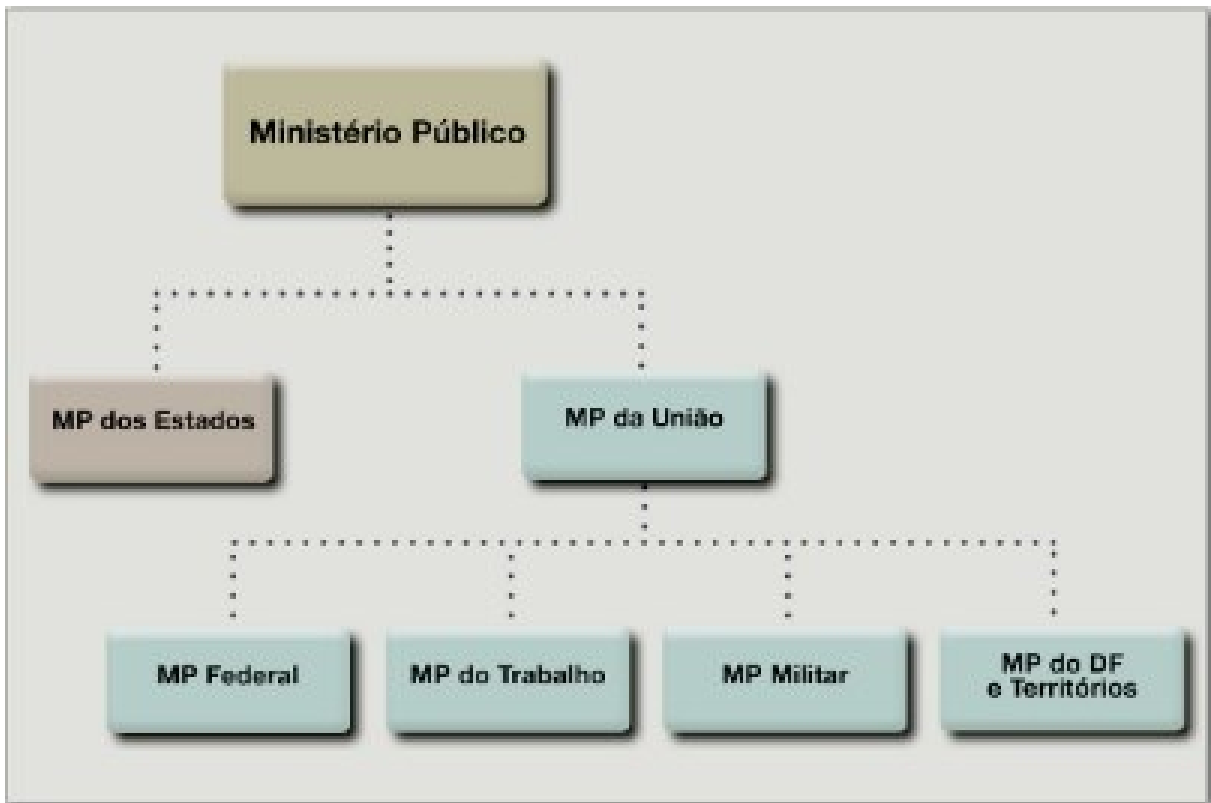 Ministério Público
MP dos Estados
MP da União
MP Federal
MP do Trabalho
MP Militar
MP do DF
e Territórios